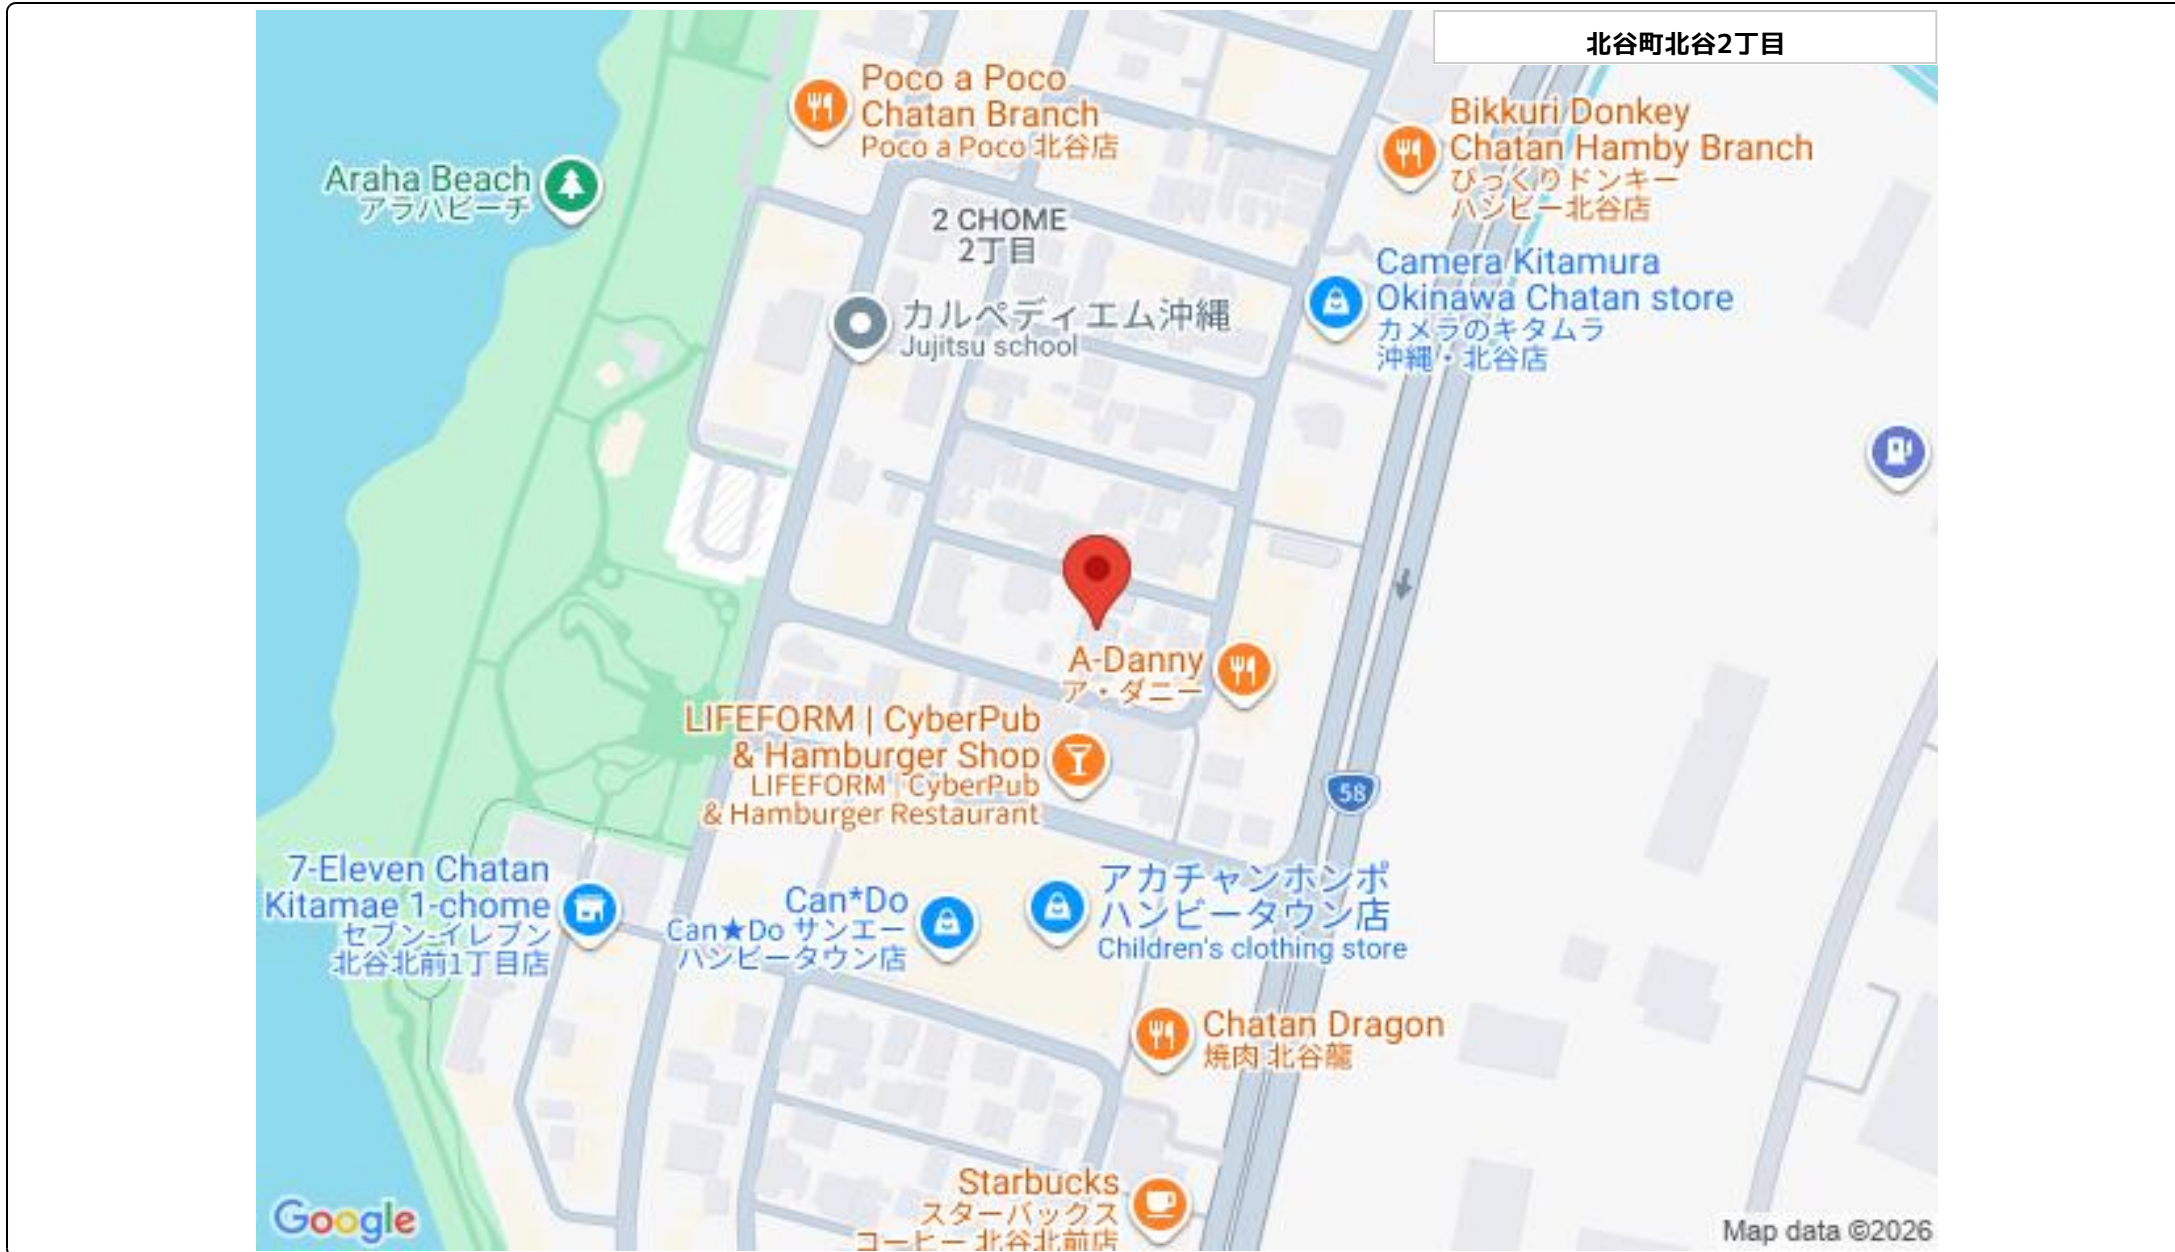 北谷町北谷2丁目
Poco a Poco
Chatan Branch
Poco a Poco 北谷店
Bikkuri Donkey
Chatan Hamby Branch
びっくりドンキー
ハンビー北谷店
Araha Beach
アラハビーチ
2 CHOME
2丁目
Camera Kitamura
Okinawa Chatan store
カメラのキタムラ
沖縄・北谷店
カルペディエム沖縄
Jujitsu school
A-Danny
ア・ダニー
LIFEFORM | CyberPub
& Hamburger Shop
LIFEFORM | CyberPub
& Hamburger Restaurant
58
7-Eleven Chatan
Kitamae 1-chome
セブン-イレブン
北谷北前1丁目店
Can*Do
Can★Do サンエー
ハンビータウン店
アカチャンホンポ
ハンビータウン店
Children's clothing store
Chatan Dragon
焼肉 北谷龍
Starbucks
スターバックス
コーヒー 北谷北前店
Google
Map data ©2026